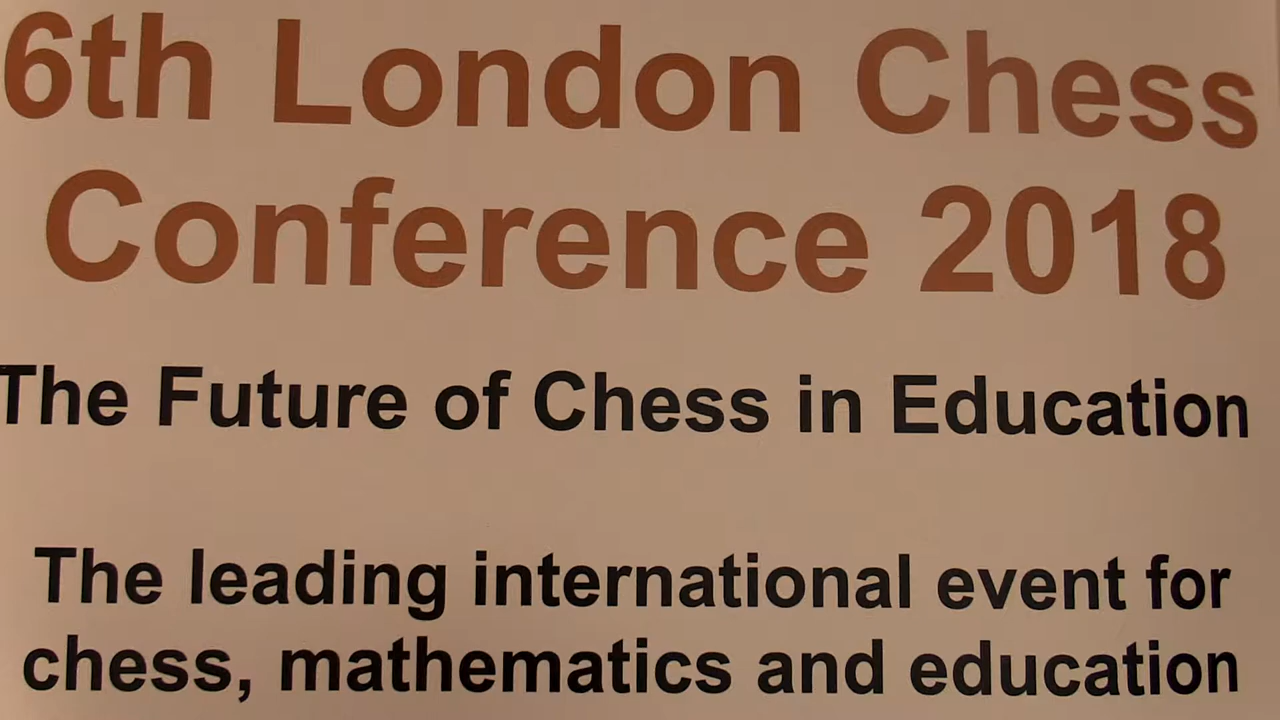 6th London Chess
Conference 2018
The Future of Chess in Education
The leading international event for
chess, mathematics and education